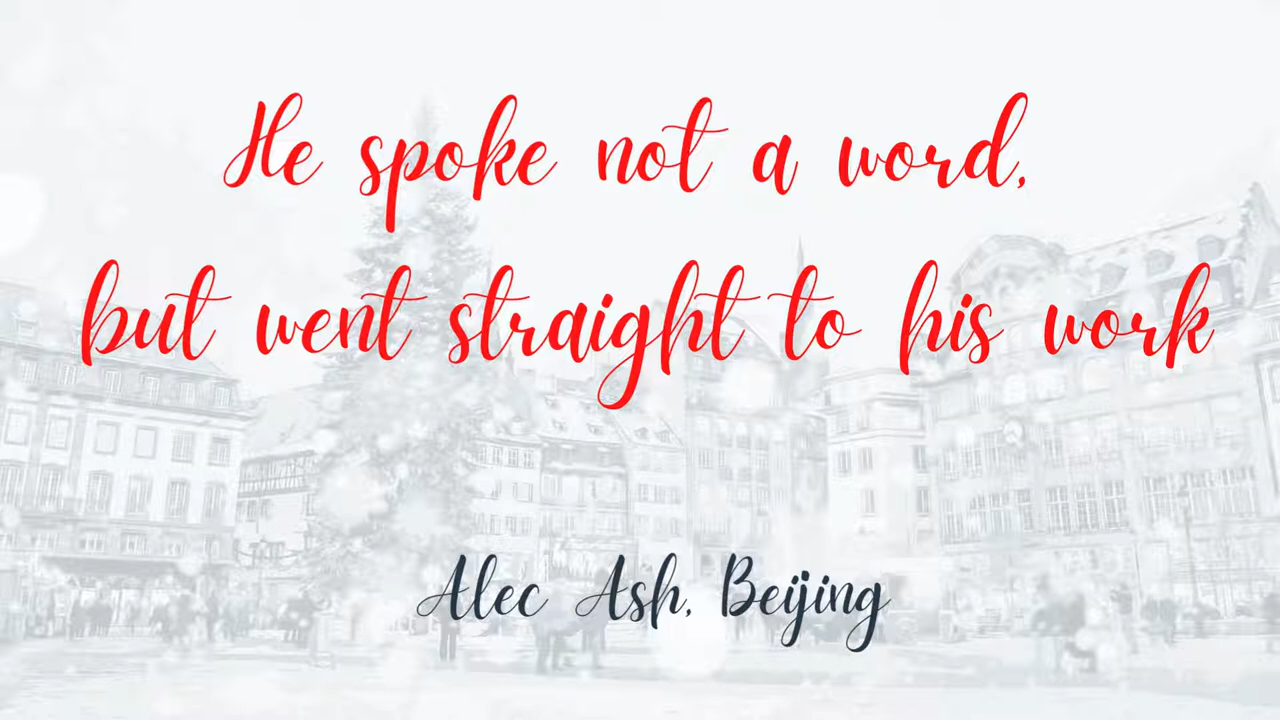 He spoke not a word,
but went straight to his work
Alec Ash, Beijing